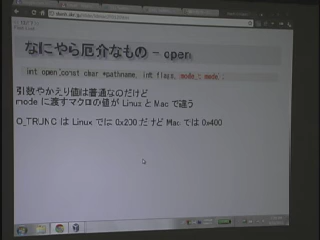 なにやら厄介なもの - open
int open(const char *pathname, int flags, mode_t mode);
引数やかえり値は普通なのだけど
mode に渡すマクロの値が Linux と Mac で違う
O_TRUNC は Linux では 0x200 だけど Mac では 0x400